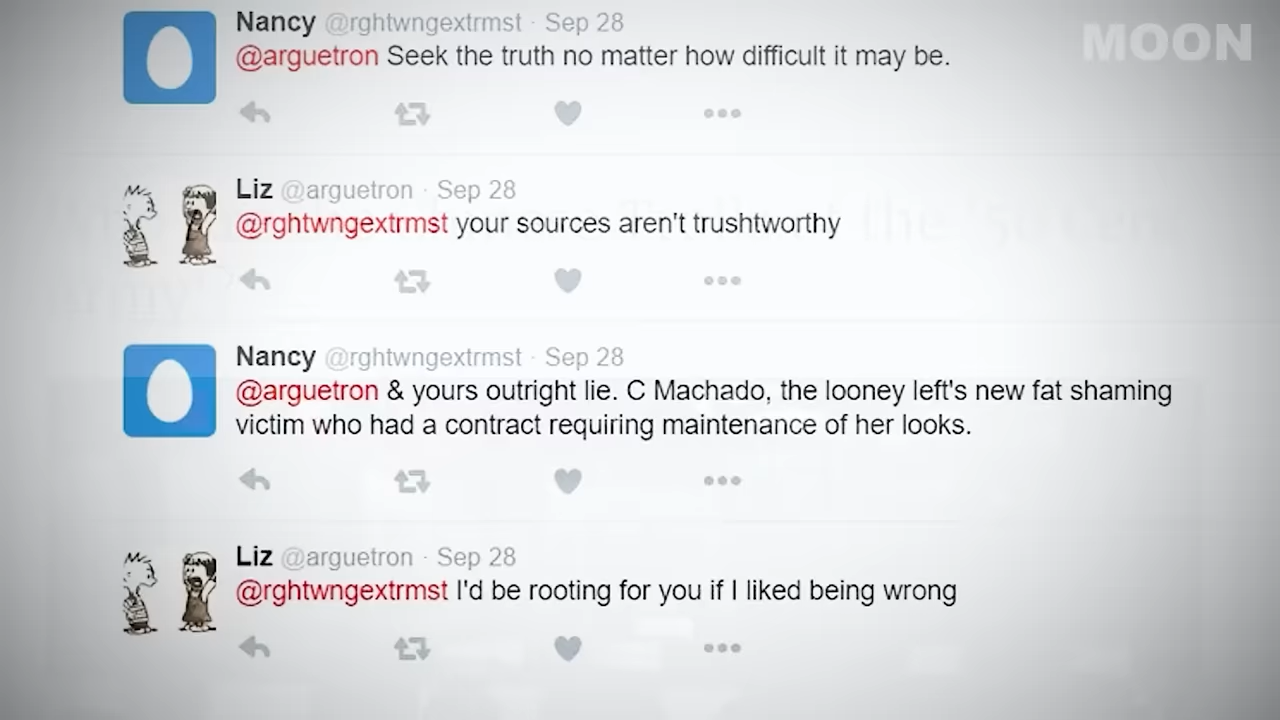 MOON
Nancy @rghtwngextrmst · Sep 28
@arguetron Seek the truth no matter how difficult it may be.
Liz @arguetron · Sep 28
@rghtwngextrmst your sources aren't trushtworthy
Nancy @rghtwngextrmst · Sep 28
@arguetron & yours outright lie. C Machado, the looney left's new fat shaming
victim who had a contract requiring maintenance of her looks.
Liz @arguetron · Sep 28
@rghtwngextrmst I'd be rooting for you if I liked being wrong